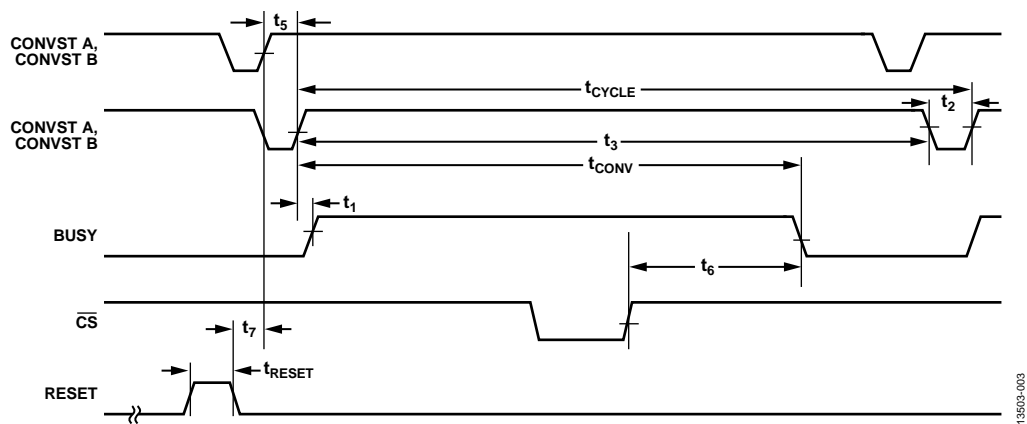 t5
CONVST A,
CONVST B
tCYCLE
t2
CONVST A,
CONVST B
t3
tCONV
t1
BUSY
t6
CS
t7
tRESET
RESET
13503-003